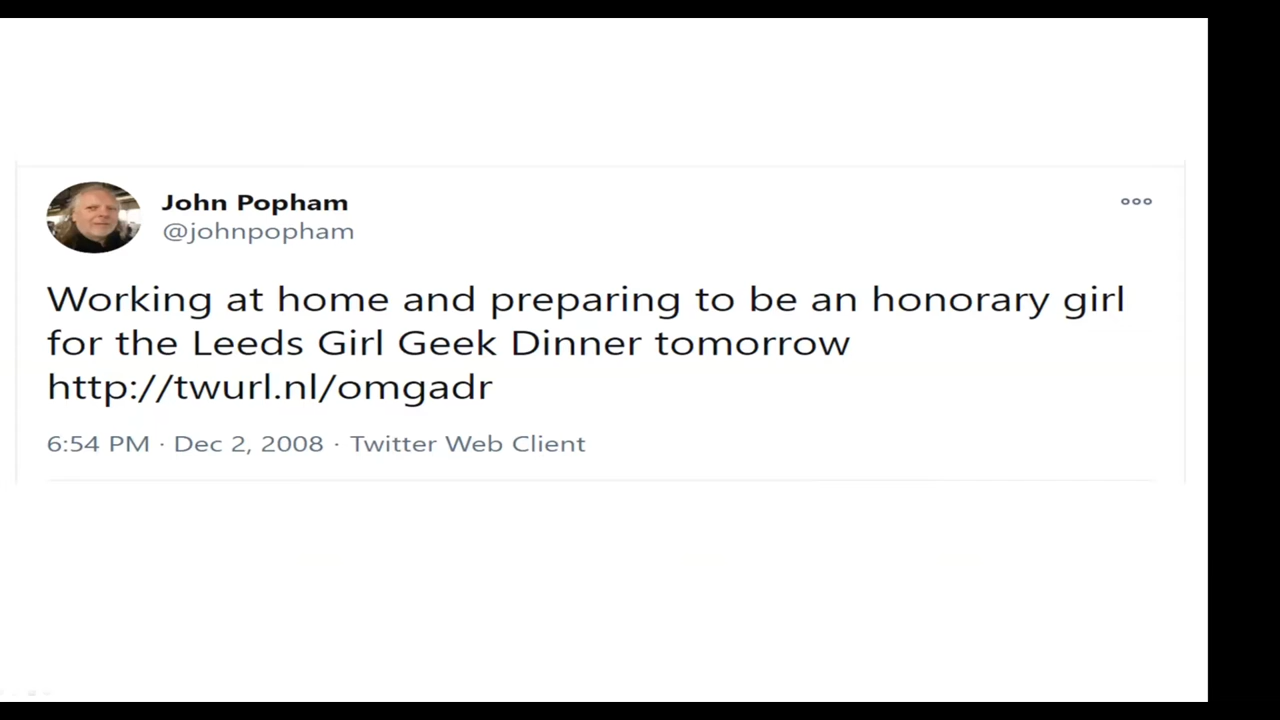 John Popham
@johnpopham
Working at home and preparing to be an honorary girl
for the Leeds Girl Geek Dinner tomorrow
http://twurl.nl/omgadr
6:54 PM · Dec 2, 2008 · Twitter Web Client